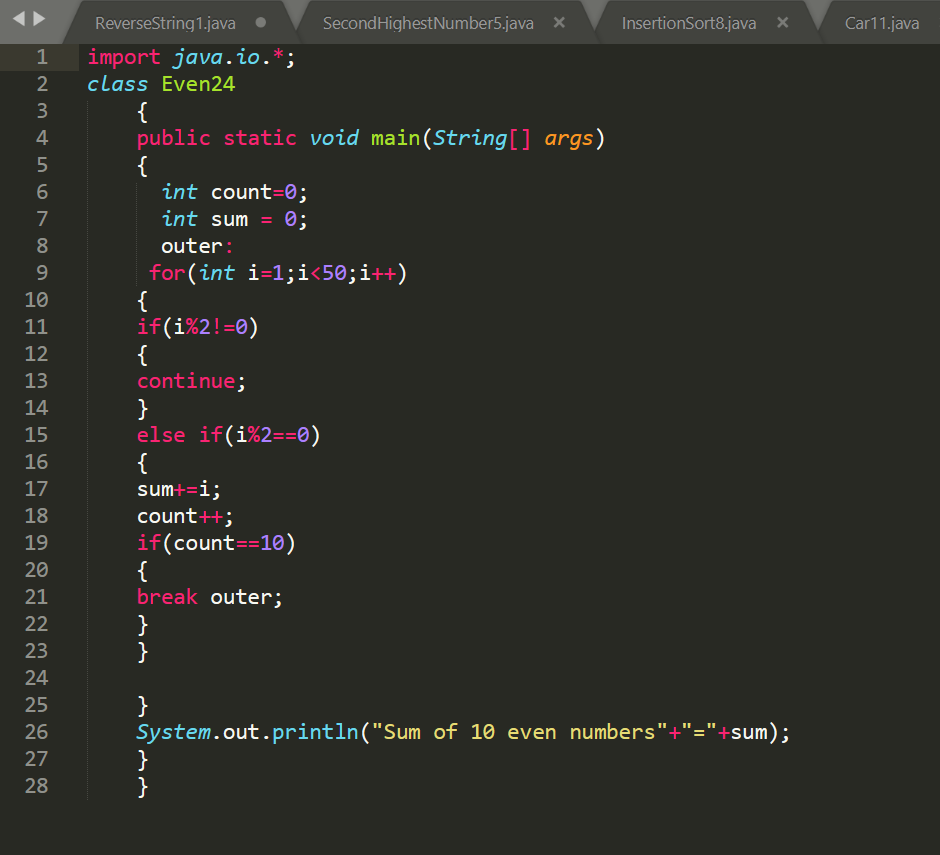 ReverseString1.java SecondHighestNumber5.java InsertionSort8.java Car11.java
1 import java.io.*;
2 class Even24
3 {
4 public static void main(String[] args)
5 {
6 int count=0;
7 int sum = 0;
8 outer:
9 for(int i=1;i<50;i++)
10 {
11 if(i%2!=0)
12 {
13 continue;
14 }
15 else if(i%2==0)
16 {
17 sum+=i;
18 count++;
19 if(count==10)
20 {
21 break outer;
22 }
23 }
24
25 }
26 System.out.println("Sum of 10 even numbers"+"="+sum);
27 }
28 }